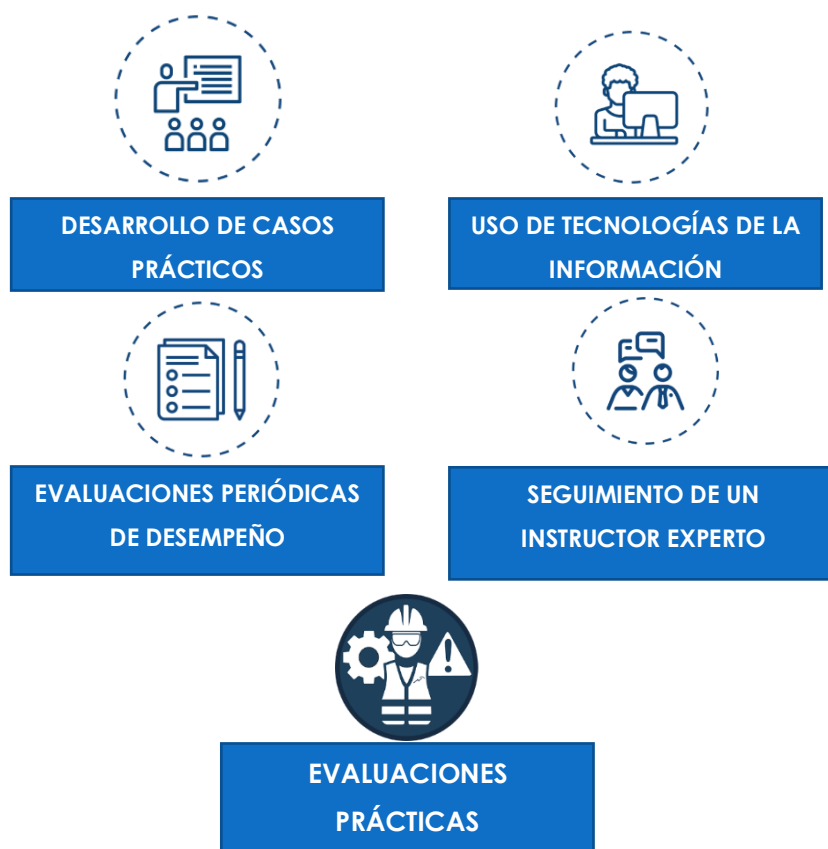 DESARROLLO DE CASOS
PRÁCTICOS
USO DE TECNOLOGÍAS DE LA
INFORMACIÓN
EVALUACIONES PERIÓDICAS
DE DESEMPEÑO
SEGUIMIENTO DE UN
INSTRUCTOR EXPERTO
EVALUACIONES
PRÁCTICAS